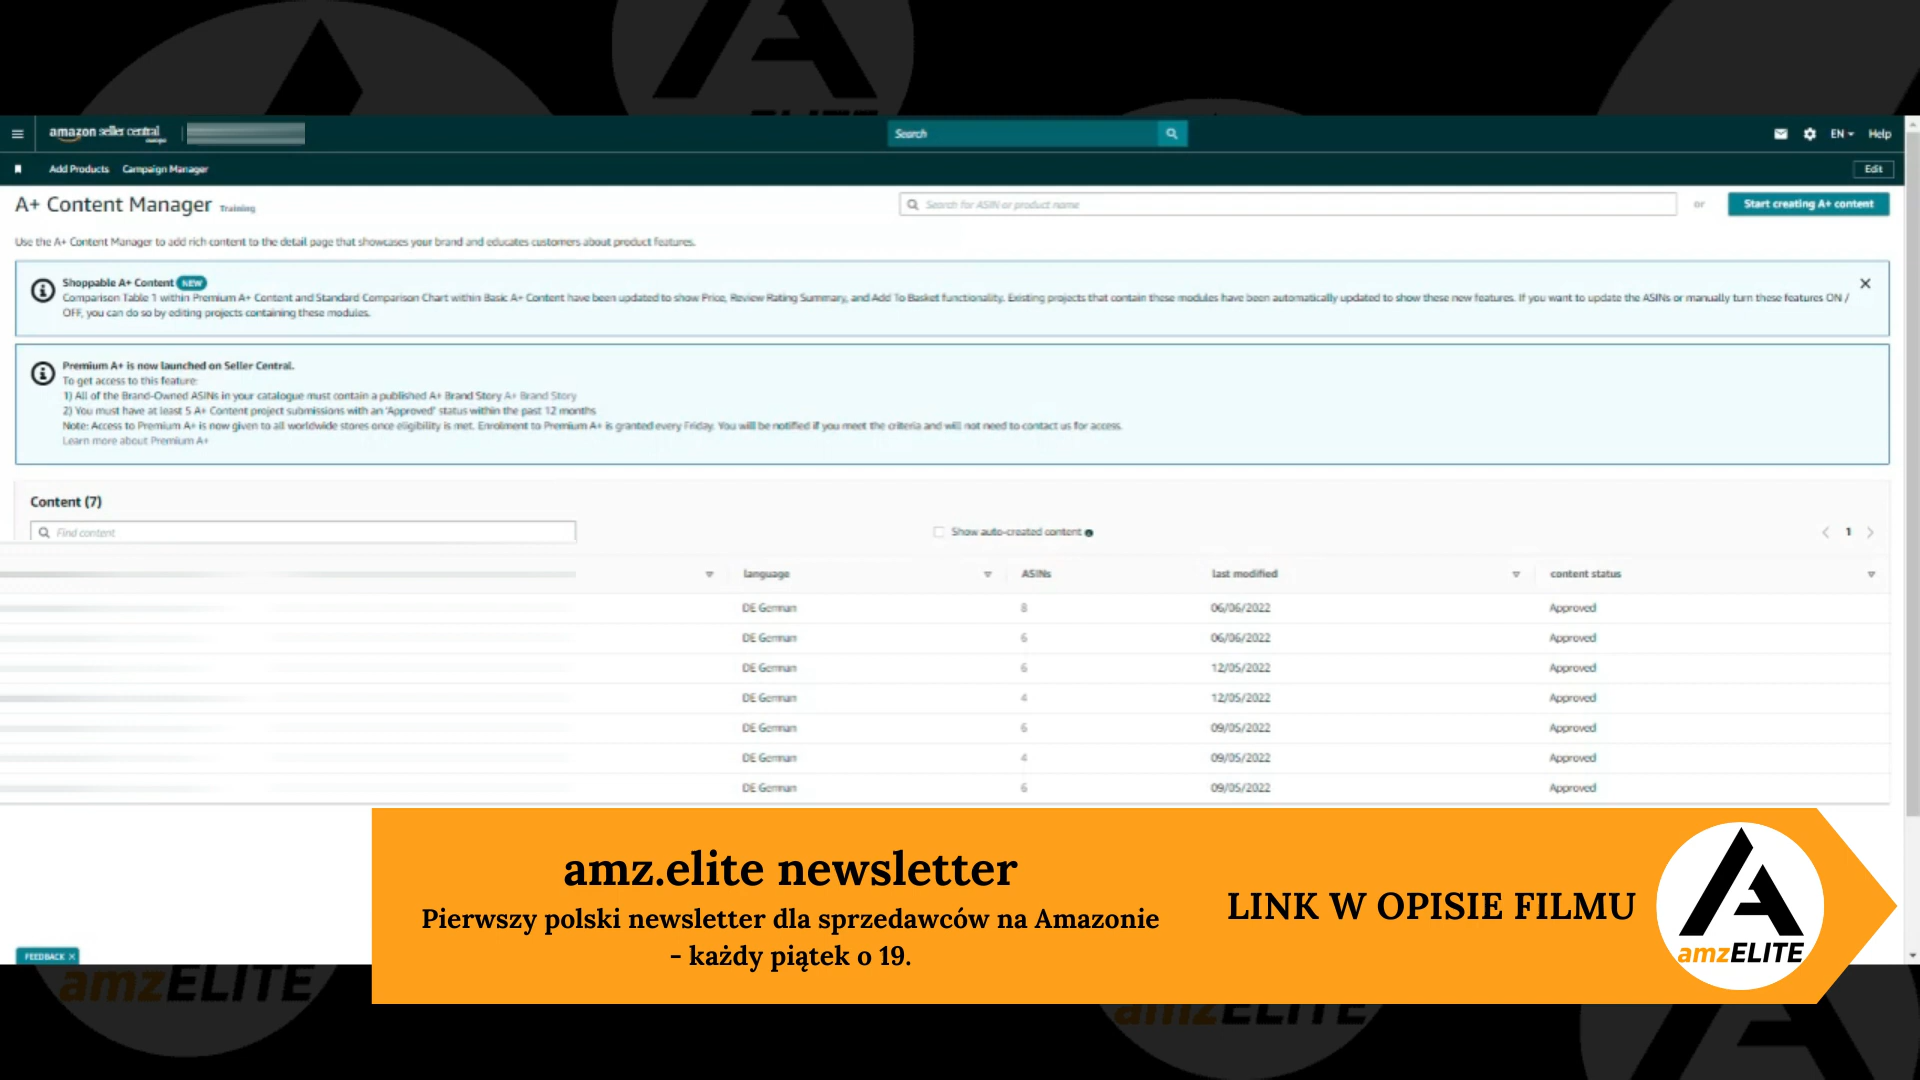 amazon seller central
europe
Search
EN
Help
Add Products
Campaign Manager
Edit
A+ Content Manager
Training
Search for ASIN or product name
or
Start creating A+ content
Use the A+ Content Manager to add rich content to the detail page that showcases your brand and educates customers about product features.
Shoppable A+ Content NEW
Comparison Table 1 within Premium A+ Content and Standard Comparison Chart within Basic A+ Content have been updated to show Price, Review Rating Summary, and Add To Basket functionality. Existing projects that contain these modules have been automatically updated to show these new features. If you want to update the ASINs or manually turn these features ON /
OFF, you can do so by editing projects containing these modules.
Premium A+ is now launched on Seller Central.
To get access to this feature:
1) All of the Brand-Owned ASINs in your catalogue must contain a published A+ Brand Story A+ Brand Story
2) You must have at least 5 A+ Content project submissions with an 'Approved' status within the past 12 months
Note: Access to Premium A+ is now given to all worldwide stores once eligibility is met. Enrolment to Premium A+ is granted every Friday. You will be notified if you meet the criteria and will not need to contact us for access.
Learn more about Premium A+
Content (7)
Find content
Show auto-created content
1
language ASINs last modified content status
DE German 8 06/06/2022 Approved
DE German 6 06/06/2022 Approved
DE German 6 12/05/2022 Approved
DE German 4 12/05/2022 Approved
DE German 6 09/05/2022 Approved
DE German 4 09/05/2022 Approved
DE German 6 09/05/2022 Approved
amz.elite newsletter
Pierwszy polski newsletter dla sprzedawców na Amazonie
- każdy piątek o 19.
LINK W OPISIE FILMU
amzELITE
FEEDBACK X
amzELITE
amzELITE